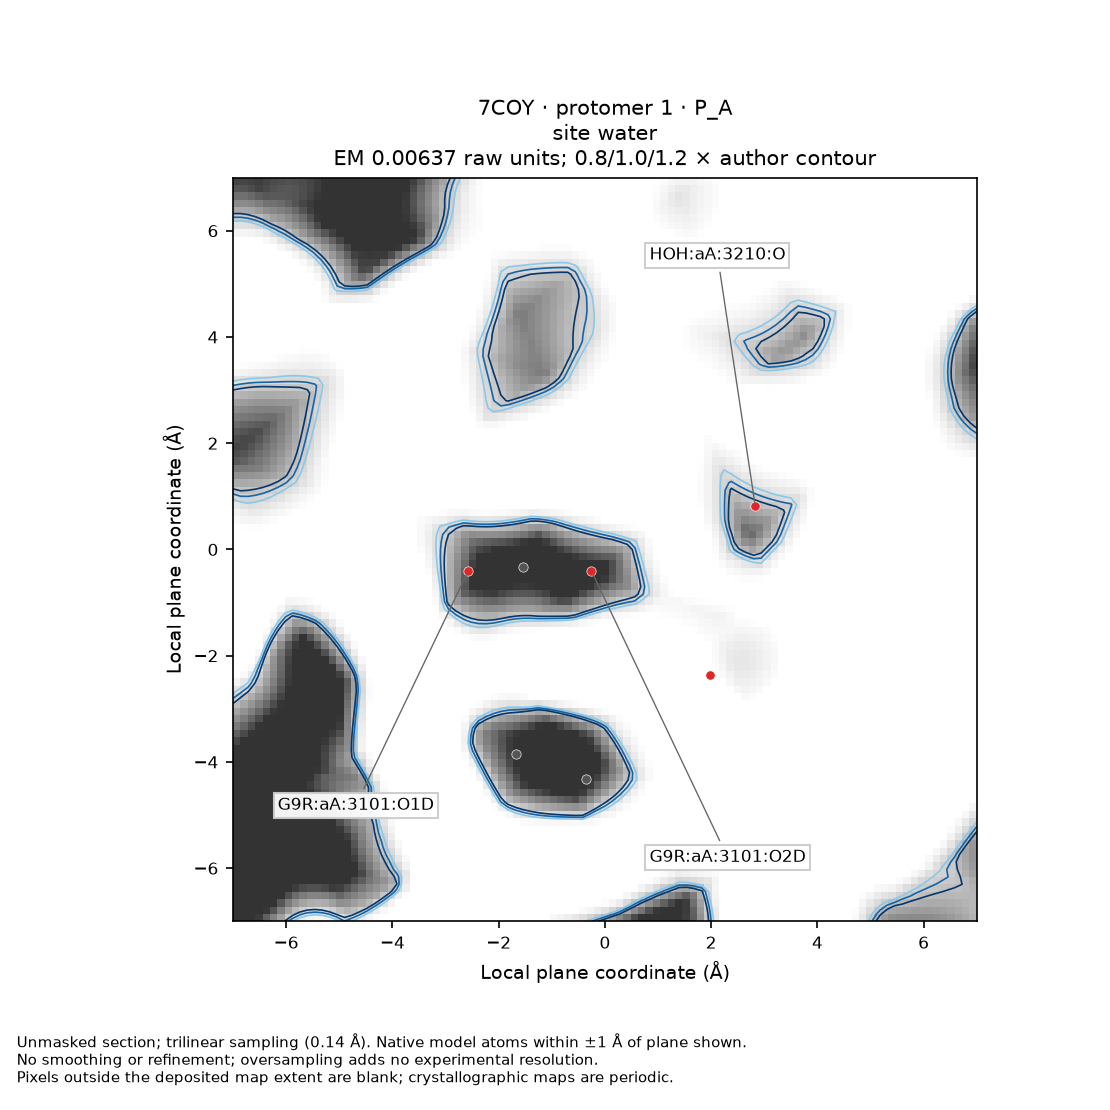 7COY · protomer 1 · P_A
site water
EM 0.00637 raw units; 0.8/1.0/1.2 × author contour
HOH:aA:3210:O
G9R:aA:3101:O1D
G9R:aA:3101:O2D
Local plane coordinate (Å)
6
4
2
0
−2
−4
−6
−6
−4
−2
0
2
4
6
Local plane coordinate (Å)
Unmasked section; trilinear sampling (0.14 Å). Native model atoms within ±1 Å of plane shown.
No smoothing or refinement; oversampling adds no experimental resolution.
Pixels outside the deposited map extent are blank; crystallographic maps are periodic.